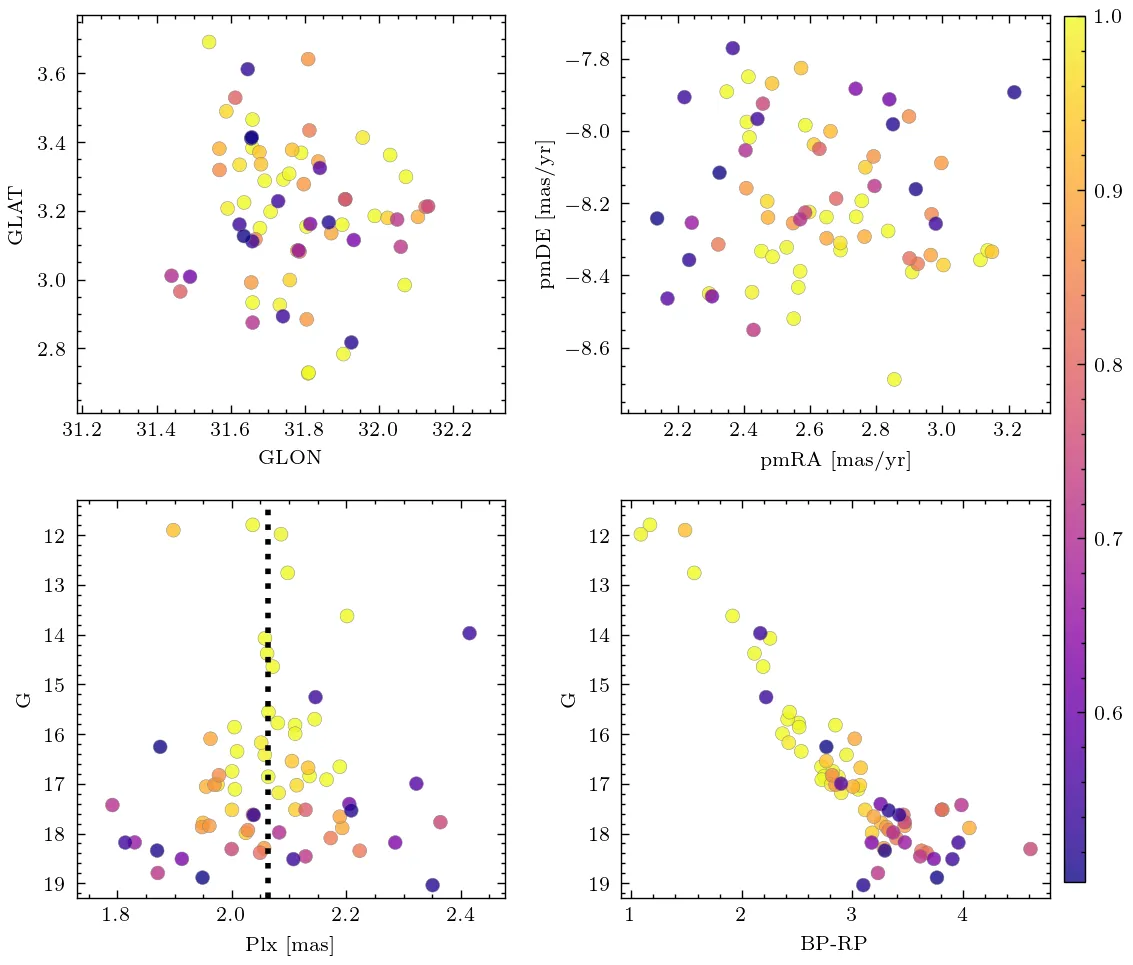 3.6
3.4
3.2
3.0
2.8
GLAT
31.2 31.4 31.6 31.8 32.0 32.2
GLON
−7.8
−8.0
−8.2
−8.4
−8.6
pmDE [mas/yr]
2.2 2.4 2.6 2.8 3.0 3.2
pmRA [mas/yr]
12
13
14
15
16
17
18
19
G
1.8 2.0 2.2 2.4
Plx [mas]
12
13
14
15
16
17
18
19
G
1 2 3 4
BP-RP
1.0
0.9
0.8
0.7
0.6